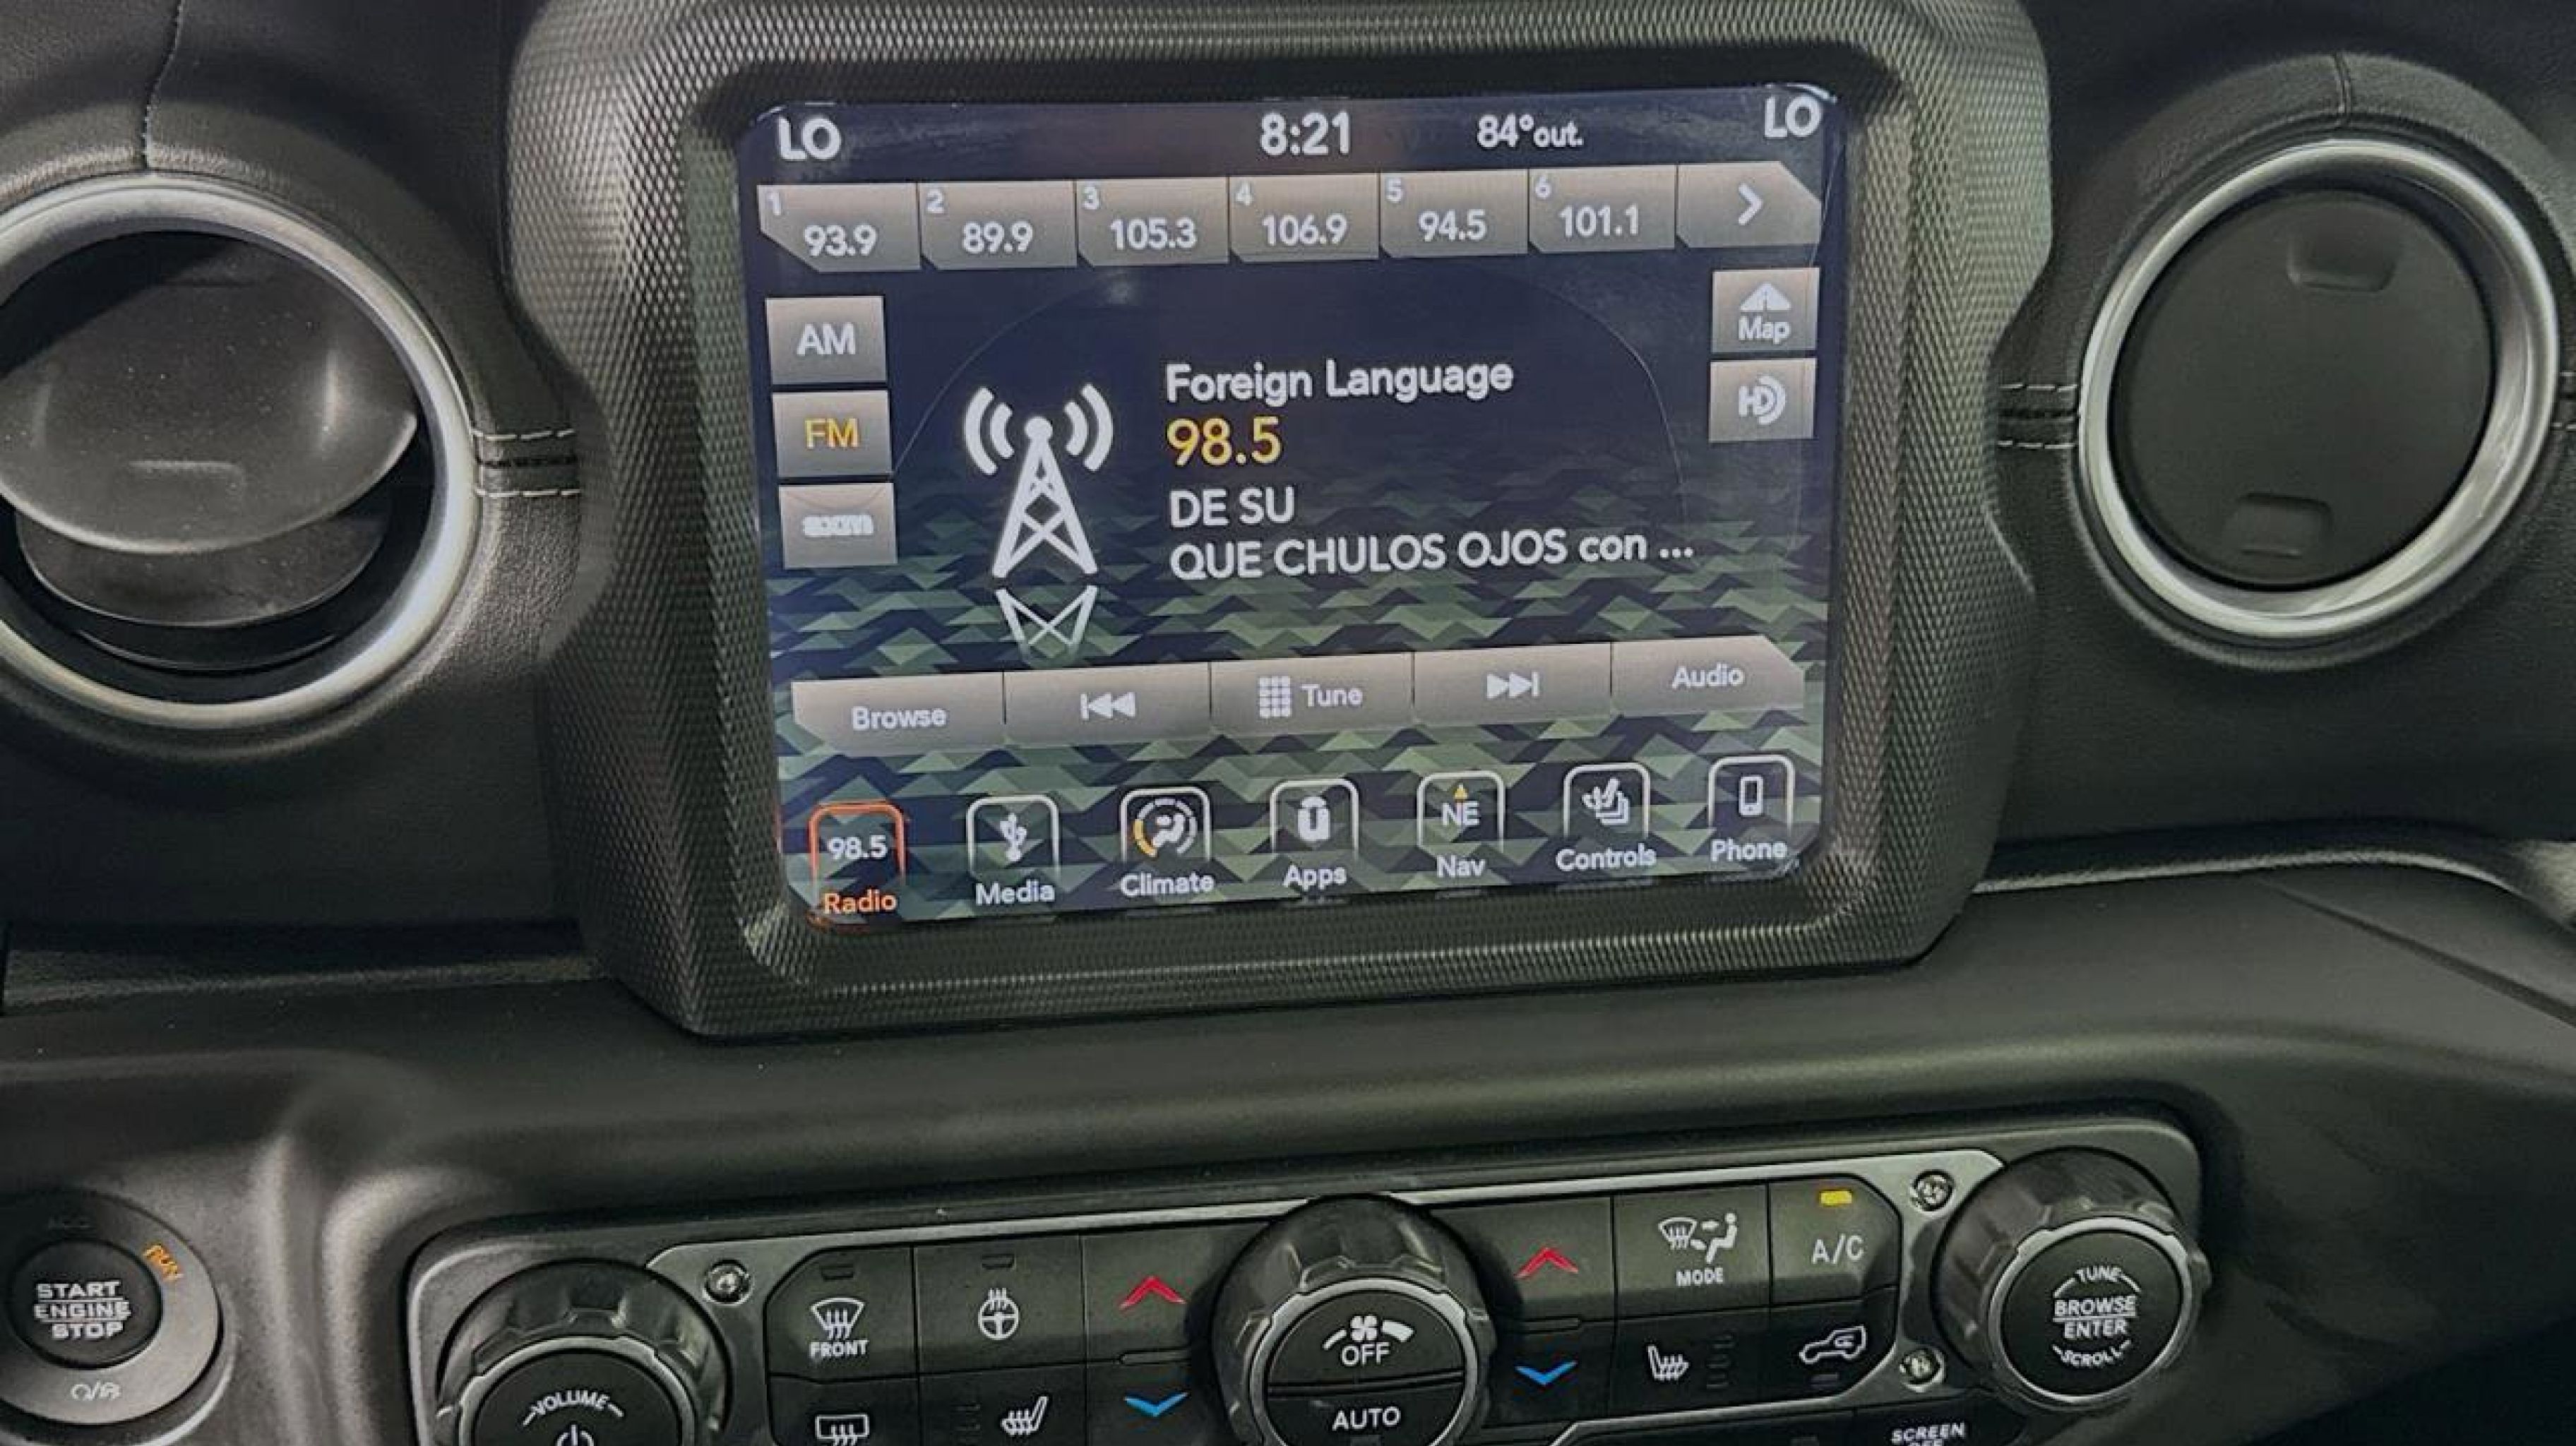 LO 8:21 84°out. LO
1 93.9 2 89.9 3 105.3 4 106.9 5 94.5 6 101.1
AM
Map
FM
HD
Foreign Language
98.5
DE SU
QUE CHULOS OJOS con ...
Browse Tune Audio
98.5 NE
Radio Media Climate Apps Nav Controls Phone
RUN
START
ENGINE
STOP
VOLUME
FRONT
OFF
AUTO
MODE
A/C
TUNE
BROWSE
ENTER
SCROLL
SCREEN